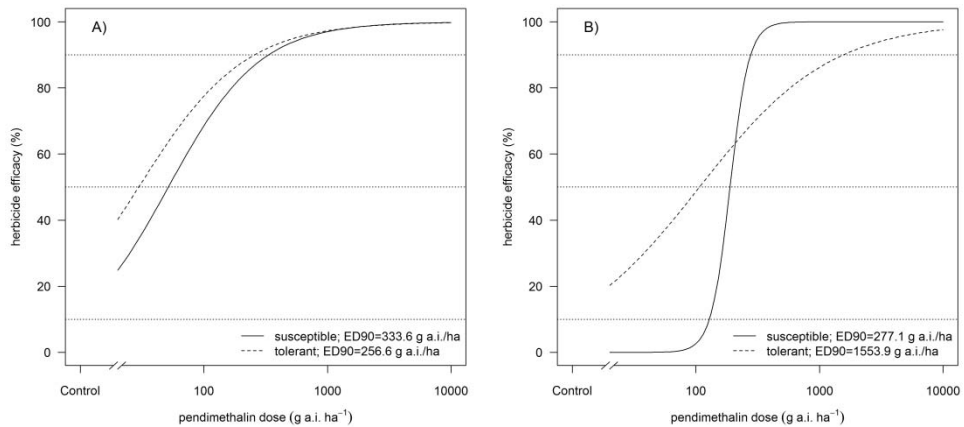 A)
herbicide efficacy (%)
100
80
60
40
20
0
susceptible; ED90=333.6 g a.i./ha
tolerant; ED90=256.6 g a.i./ha
Control
100
1000
10000
pendimethalin dose (g a.i. ha⁻¹)
B)
herbicide efficacy (%)
100
80
60
40
20
0
susceptible; ED90=277.1 g a.i./ha
tolerant; ED90=1553.9 g a.i./ha
Control
100
1000
10000
pendimethalin dose (g a.i. ha⁻¹)